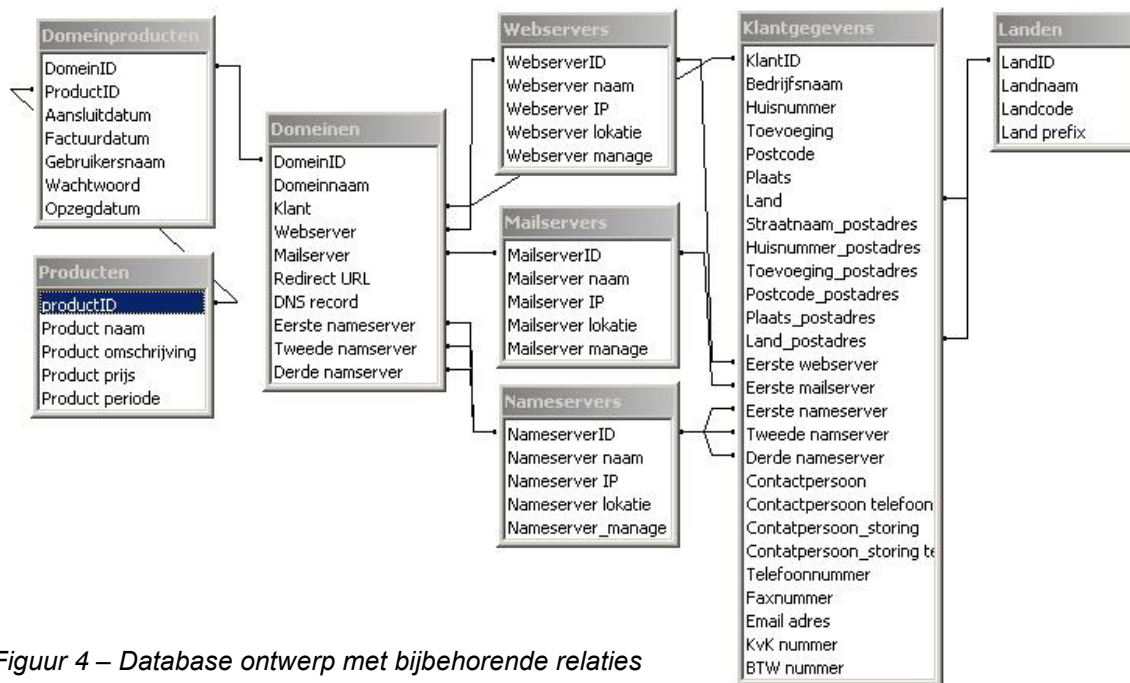 Domeinproducten
DomeinID
ProductID
Aansluitdatum
Factuurdatum
Gebruikersnaam
Wachtwoord
Opzegdatum
Producten
productID
Product naam
Product omschrijving
Product prijs
Product periode
Domeinen
DomeinID
Domeinnaam
Klant
Webserver
Mailserver
Redirect URL
DNS record
Eerste nameserver
Tweede namserver
Derde namserver
Webservers
WebserverID
Webserver naam
Webserver IP
Webserver lokatie
Webserver manage
Mailservers
MailserverID
Mailserver naam
Mailserver IP
Mailserver lokatie
Mailserver manage
Nameservers
NameserverID
Nameserver naam
Nameserver IP
Nameserver lokatie
Nameserver_manage
Klantgegevens
KlantID
Bedrijfsnaam
Huisnummer
Toevoeging
Postcode
Plaats
Land
Straatnaam_postadres
Huisnummer_postadres
Toevoeging_postadres
Postcode_postadres
Plaats_postadres
Land_postadres
Eerste webserver
Eerste mailserver
Eerste nameserver
Tweede namserver
Derde nameserver
Contactpersoon
Contactpersoon telefoon
Contatpersoon_storing
Contatpersoon_storing te
Telefoonnummer
Faxnummer
Email adres
KvK nummer
BTW nummer
Landen
LandID
Landnaam
Landcode
Land prefix
Figuur 4 – Database ontwerp met bijbehorende relaties